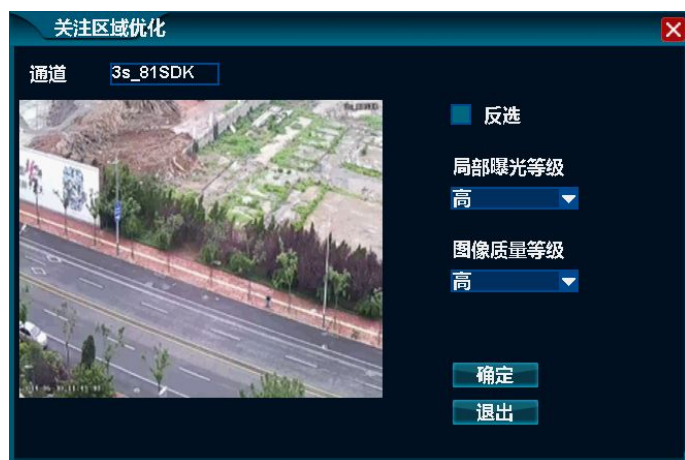 关注区域优化
通道 3s_81SDK
反选
局部曝光等级
高
图像质量等级
高
确定
退出